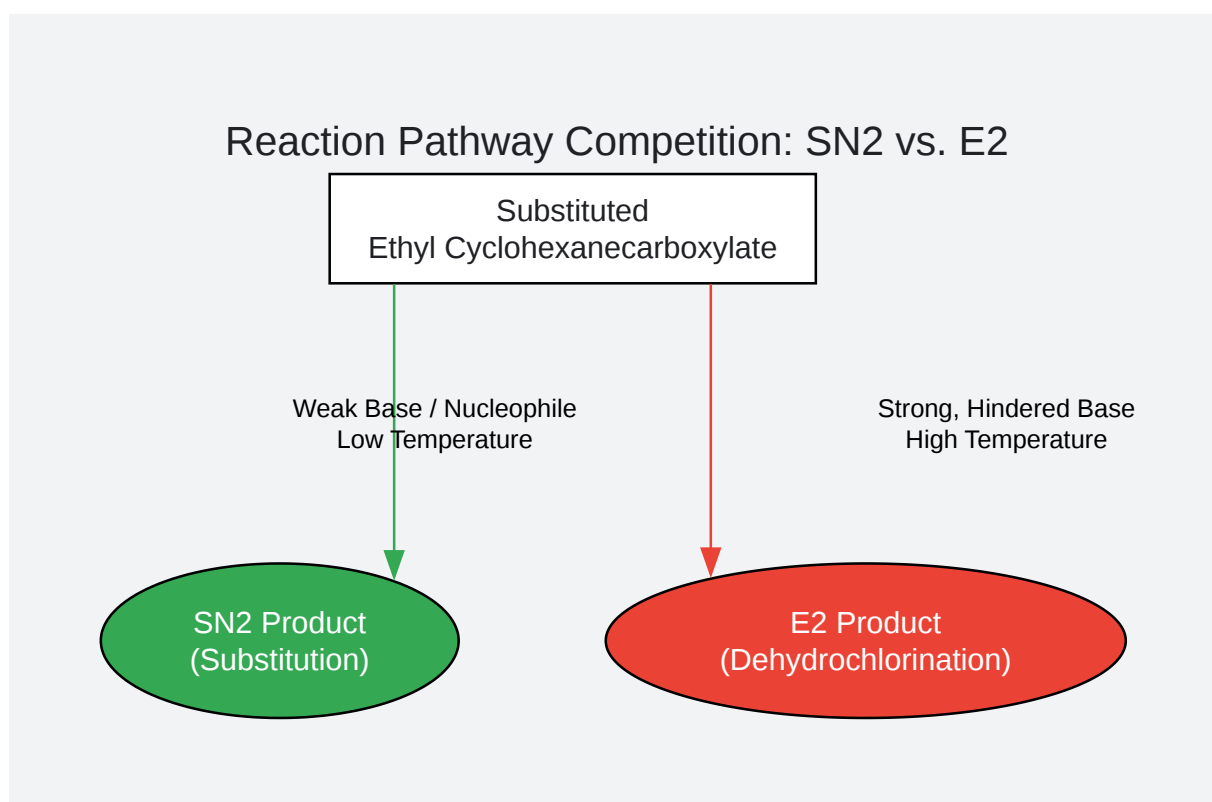 Reaction Pathway Competition: SN2 vs. E2
Substituted
Ethyl Cyclohexanecarboxylate
Weak Base / Nucleophile
Low Temperature
Strong, Hindered Base
High Temperature
SN2 Product
(Substitution)
E2 Product
(Dehydrochlorination)